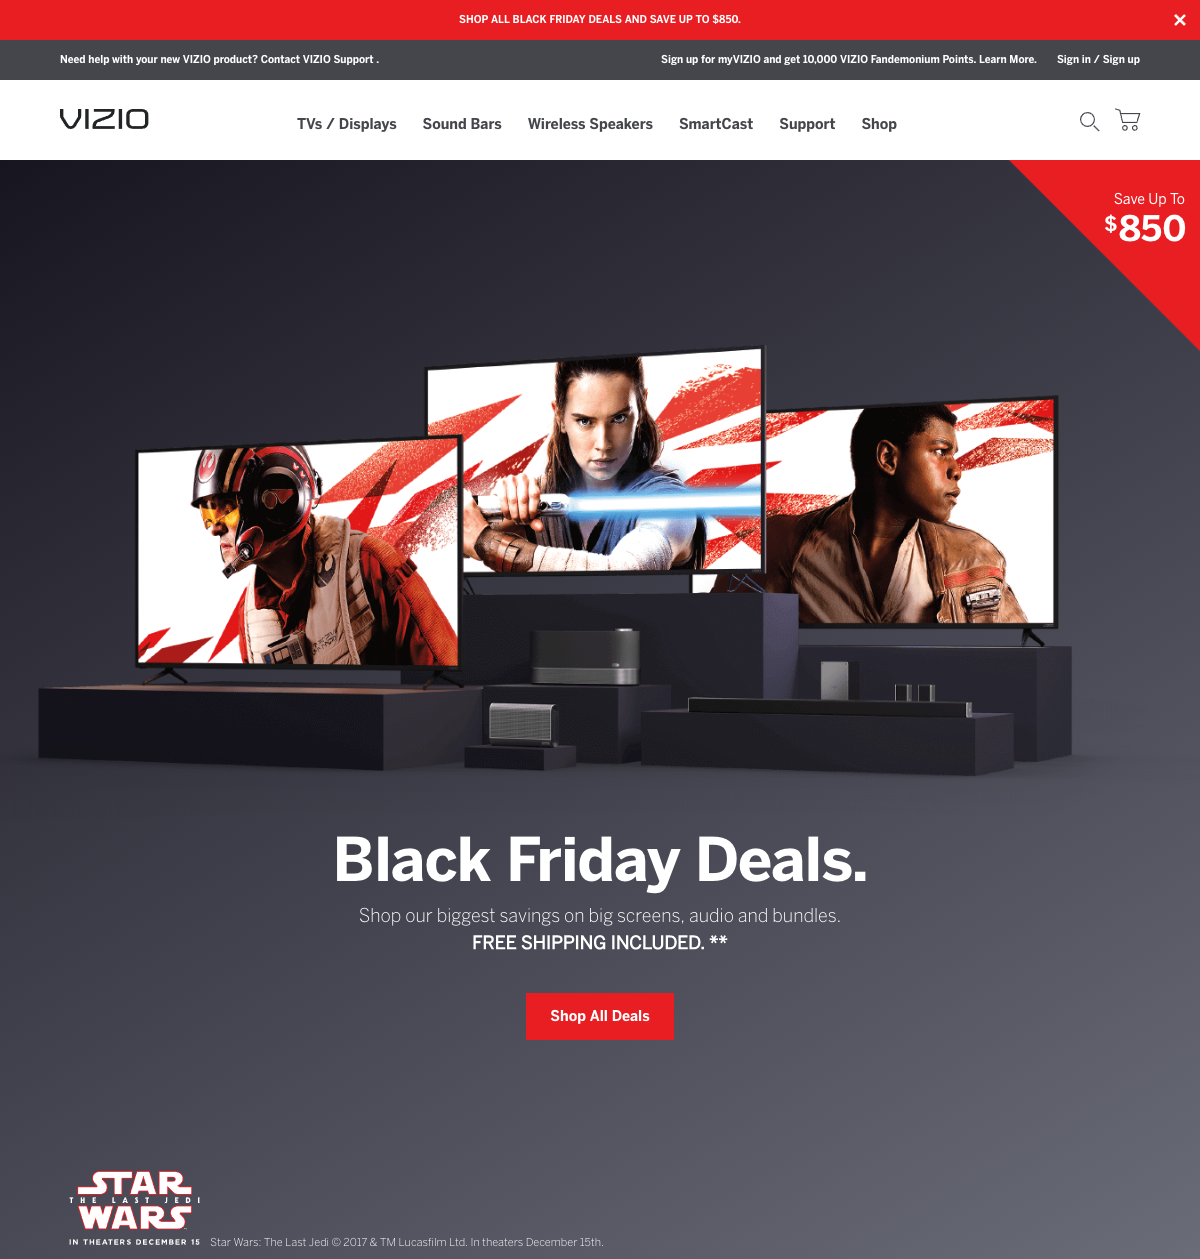 SHOP ALL BLACK FRIDAY DEALS AND SAVE UP TO $850.
Need help with your new VIZIO product? Contact VIZIO Support .
Sign up for myVIZIO and get 10,000 VIZIO Fandemonium Points. Learn More.
Sign in / Sign up
VIZIO
TVs / Displays
Sound Bars
Wireless Speakers
SmartCast
Support
Shop
Save Up To
$850
Black Friday Deals.
Shop our biggest savings on big screens, audio and bundles.
FREE SHIPPING INCLUDED. **
Shop All Deals
STAR
THE LAST JEDI
WARS
IN THEATERS DECEMBER 15
Star Wars: The Last Jedi © 2017 & TM Lucasfilm Ltd. In theaters December 15th.